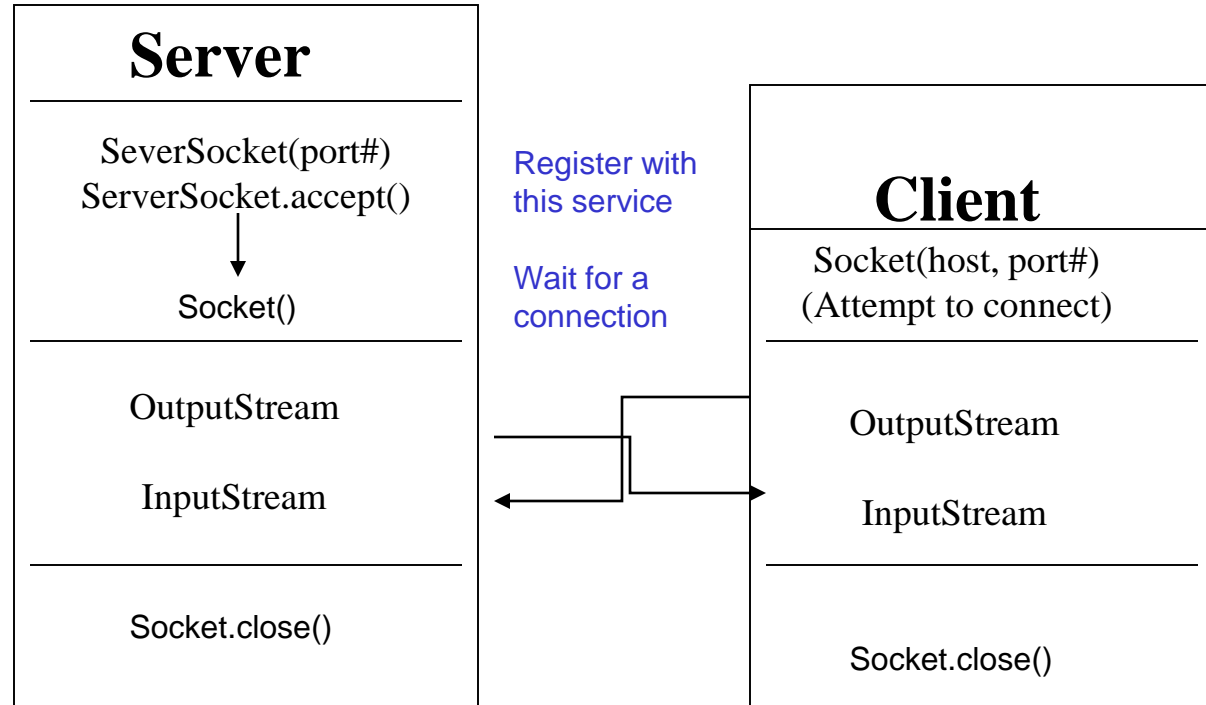 Server
SeverSocket(port#)
ServerSocket.accept()
Socket()
OutputStream
InputStream
Socket.close()
Register with
this service
Wait for a
connection
Client
Socket(host, port#)
(Attempt to connect)
OutputStream
InputStream
Socket.close()